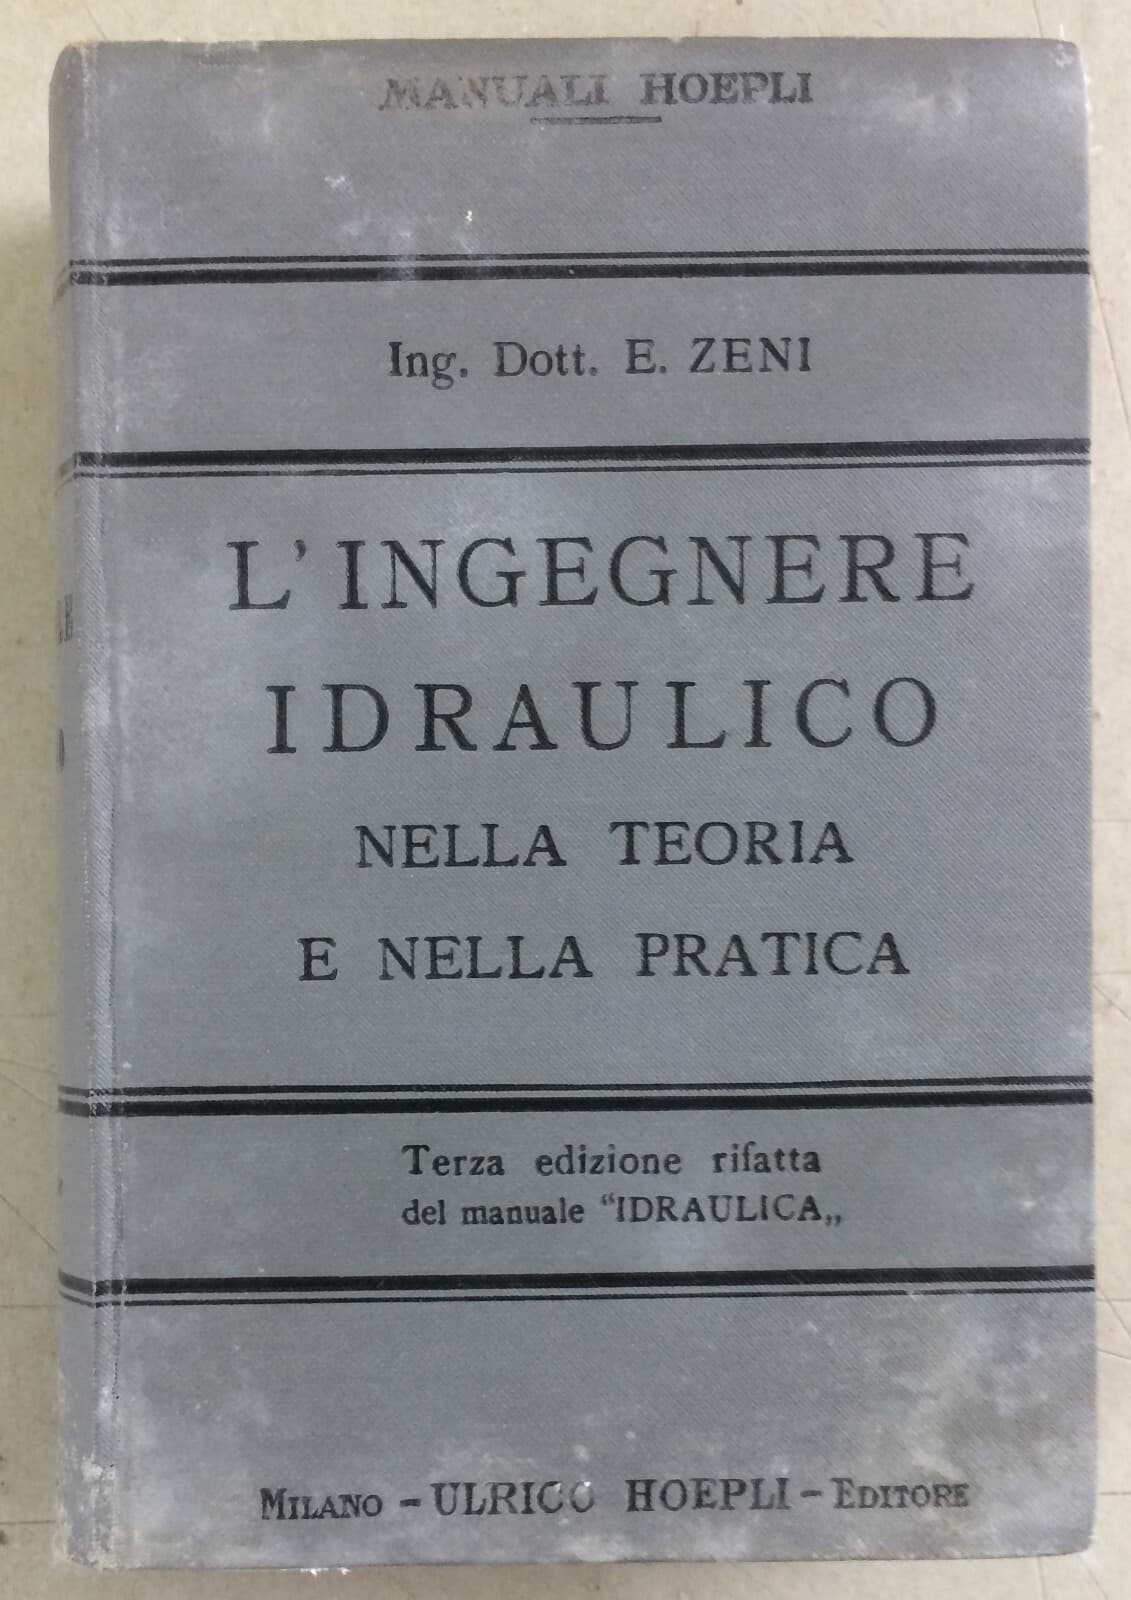 MANUALI HOEPLI
Ing. Dott. E. ZENI
L'INGEGNERE
IDRAULICO
NELLA TEORIA
E NELLA PRATICA
Terza edizione rifatta
del manuale “IDRAULICA„
MILANO - ULRICO HOEPLI - EDITORE